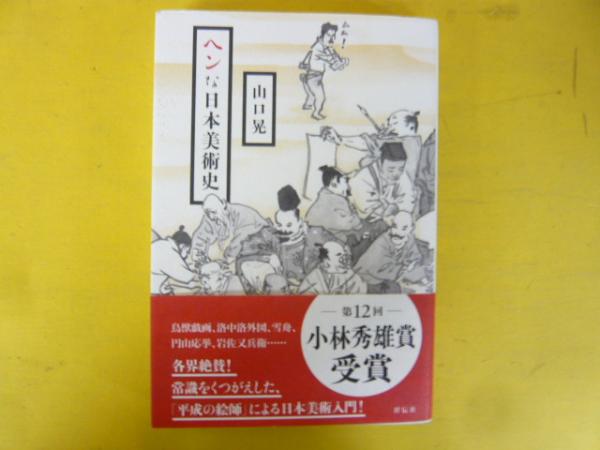 ムム!
ヘンな日本美術史
山口晃
鳥獣戯画、洛中洛外図、雪舟、
円山応挙、岩佐又兵衛……
各界絶賛!
常識をくつがえした、
「平成の絵師」による日本美術入門!
第12回
小林秀雄賞
受賞
祥伝社